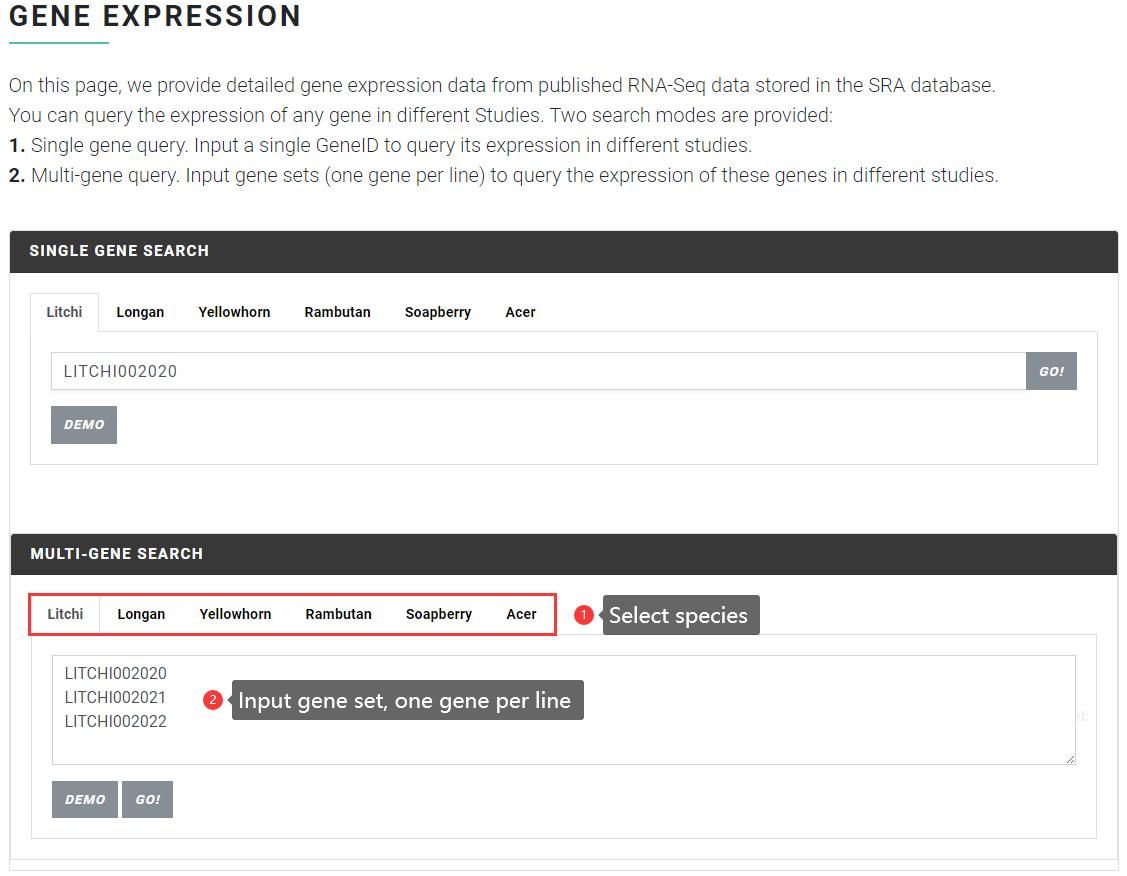 GENE EXPRESSION
On this page, we provide detailed gene expression data from published RNA-Seq data stored in the SRA database.
You can query the expression of any gene in different Studies. Two search modes are provided:
1. Single gene query. Input a single GeneID to query its expression in different studies.
2. Multi-gene query. Input gene sets (one gene per line) to query the expression of these genes in different studies.
SINGLE GENE SEARCH
Litchi Longan Yellowhorn Rambutan Soapberry Acer
LITCHI002020 GO!
DEMO
MULTI-GENE SEARCH
Litchi Longan Yellowhorn Rambutan Soapberry Acer 1 Select species
LITCHI002020
LITCHI002021 2 Input gene set, one gene per line
LITCHI002022
DEMO GO!